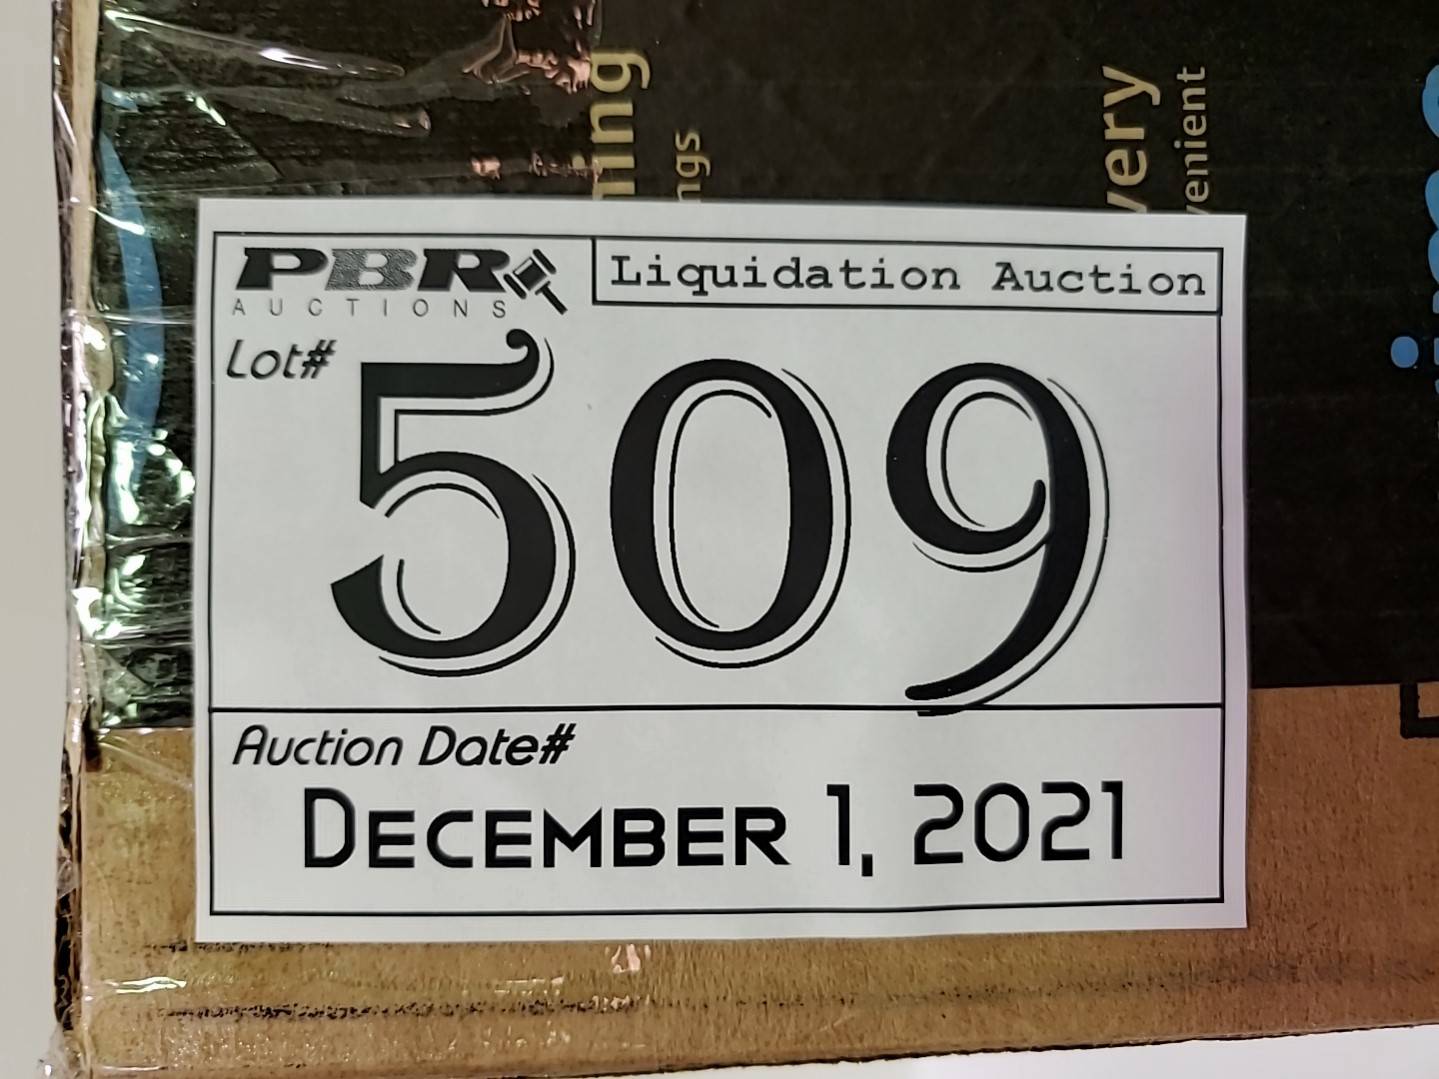 PBR
AUCTIONS
Liquidation Auction
Lot#
509
Auction Date#
December 1, 2021